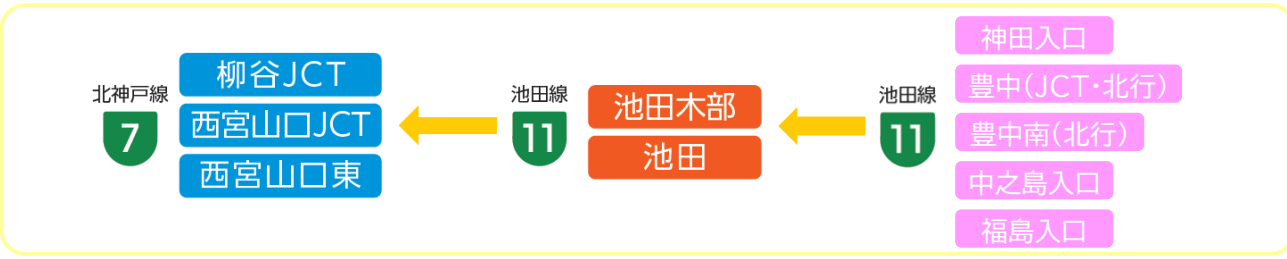 北神戸線
7
柳谷JCT
西宮山口JCT
西宮山口東
池田線
11
池田木部
池田
池田線
11
神田入口
豊中(JCT・北行)
豊中南(北行)
中之島入口
福島入口